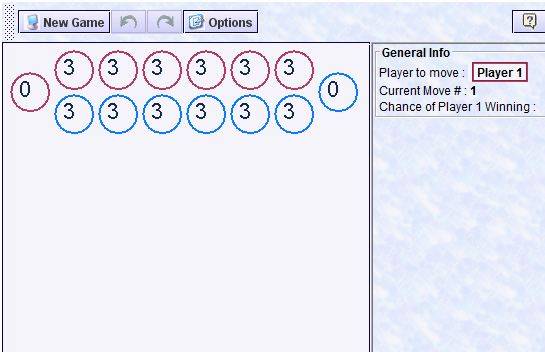 New Game Options ?
General Info
Player to move : Player 1
Current Move # : 1
Chance of Player 1 Winning :
3 3 3 3 3 3
0 0
3 3 3 3 3 3